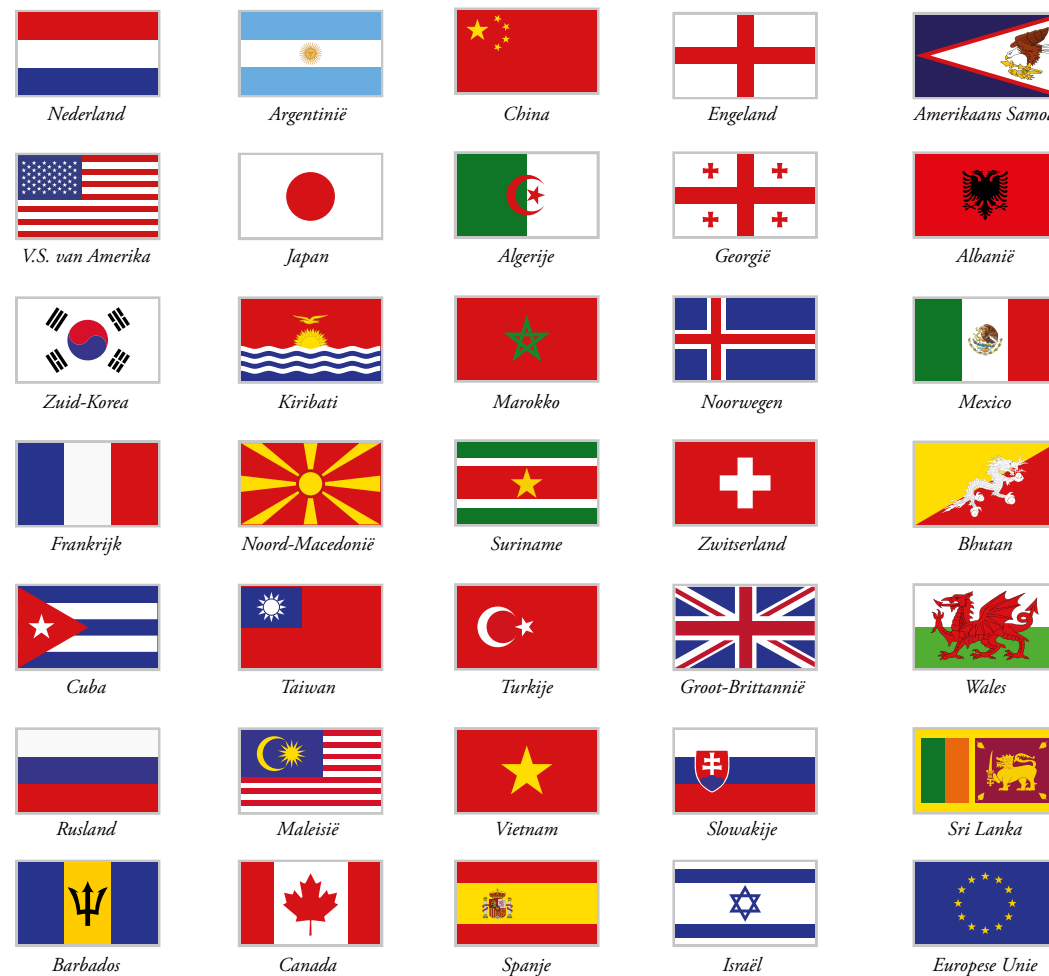 Nederland
Argentinië
China
Engeland
Amerikaans Samoa
V.S. van Amerika
Japan
Algerije
Georgië
Albanië
Zuid-Korea
Kiribati
Marokko
Noorwegen
Mexico
Frankrijk
Noord-Macedonië
Suriname
Zwitserland
Bhutan
Cuba
Taiwan
Turkije
Groot-Brittannië
Wales
Rusland
Maleisië
Vietnam
Slowakije
Sri Lanka
Barbados
Canada
Spanje
Israël
Europese Unie